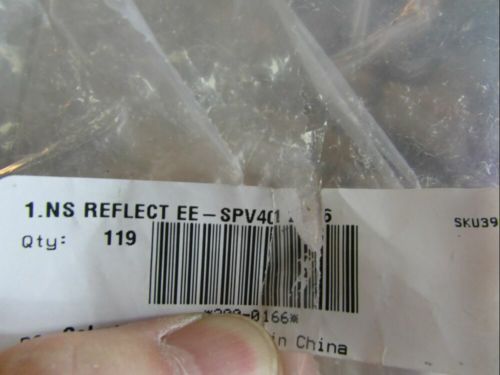 1.NS REFLECT EE-SPV401
SKU39
Qty: 119
-0166*
in China